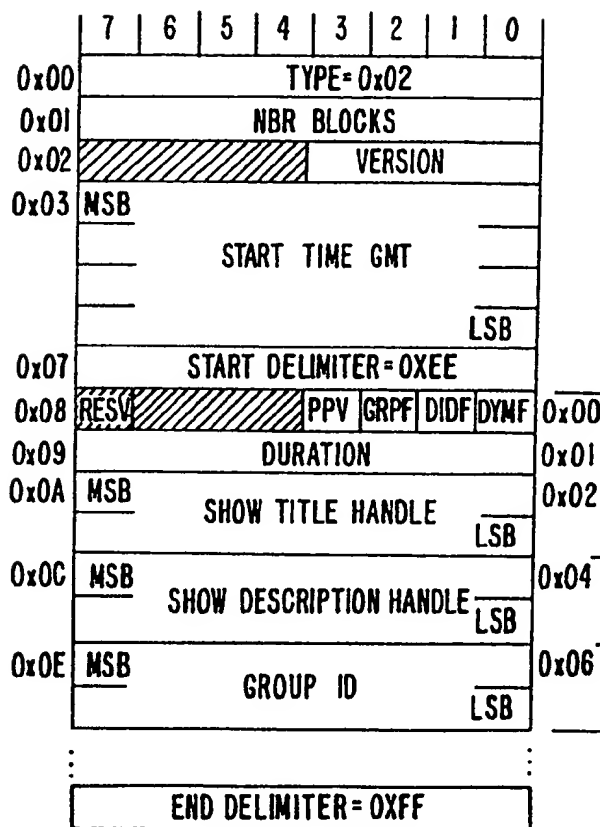 7 6 5 4 3 2 1 0
0x00 TYPE=0x02
0x01 NBR BLOCKS
0x02 VERSION
0x03 MSB
START TIME GMT
LSB
0x07 START DELIMITER=0XEE
0x08 RESV PPV GRPF DIDF DYMF 0x00
0x09 DURATION 0x01
0x0A MSB 0x02
SHOW TITLE HANDLE
LSB
0x0C MSB 0x04
SHOW DESCRIPTION HANDLE
LSB
0x0E MSB 0x06
GROUP ID
LSB
END DELIMITER=0XFF